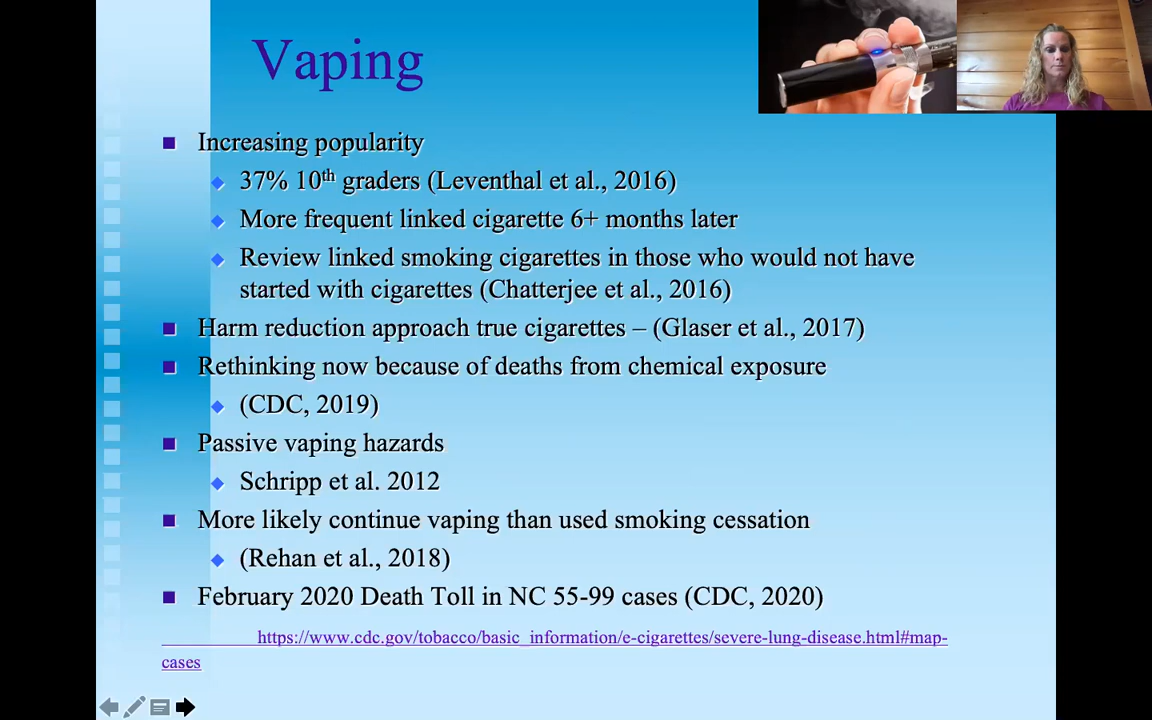 Vaping
Increasing popularity
37% 10th graders (Leventhal et al., 2016)
More frequent linked cigarette 6+ months later
Review linked smoking cigarettes in those who would not have
started with cigarettes (Chatterjee et al., 2016)
Harm reduction approach true cigarettes – (Glaser et al., 2017)
Rethinking now because of deaths from chemical exposure
(CDC, 2019)
Passive vaping hazards
Schripp et al. 2012
More likely continue vaping than used smoking cessation
(Rehan et al., 2018)
February 2020 Death Toll in NC 55-99 cases (CDC, 2020)
https://www.cdc.gov/tobacco/basic_information/e-cigarettes/severe-lung-disease.html#map-
cases